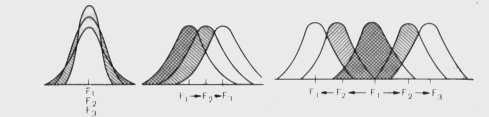 F1
F2
F3
F1 → F2 → F1
F1 ← F2 ← F1 → F2 → F3